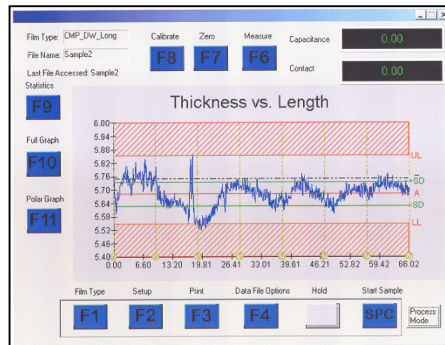 Film Type: CMP_DW_Long
File Name: Sample2
Last File Accessed: Sample2
Calibrate Zero Measure
F8 F7 F6
Capacitance 0.00
Contact 0.00
Statistics
F9
Full Graph
F10
Polar Graph
F11
Thickness vs. Length
6.00
5.94
5.88
5.82
5.76
5.70
5.64
5.58
5.52
5.46
5.40
UL
SD
A
SD
LL
0.00 6.60 13.20 19.81 26.41 33.01 39.61 46.21 52.82 59.42 66.02
Film Type Setup Print Data File Options Hold Start Sample
F1 F2 F3 F4 SPC
Process
Mode